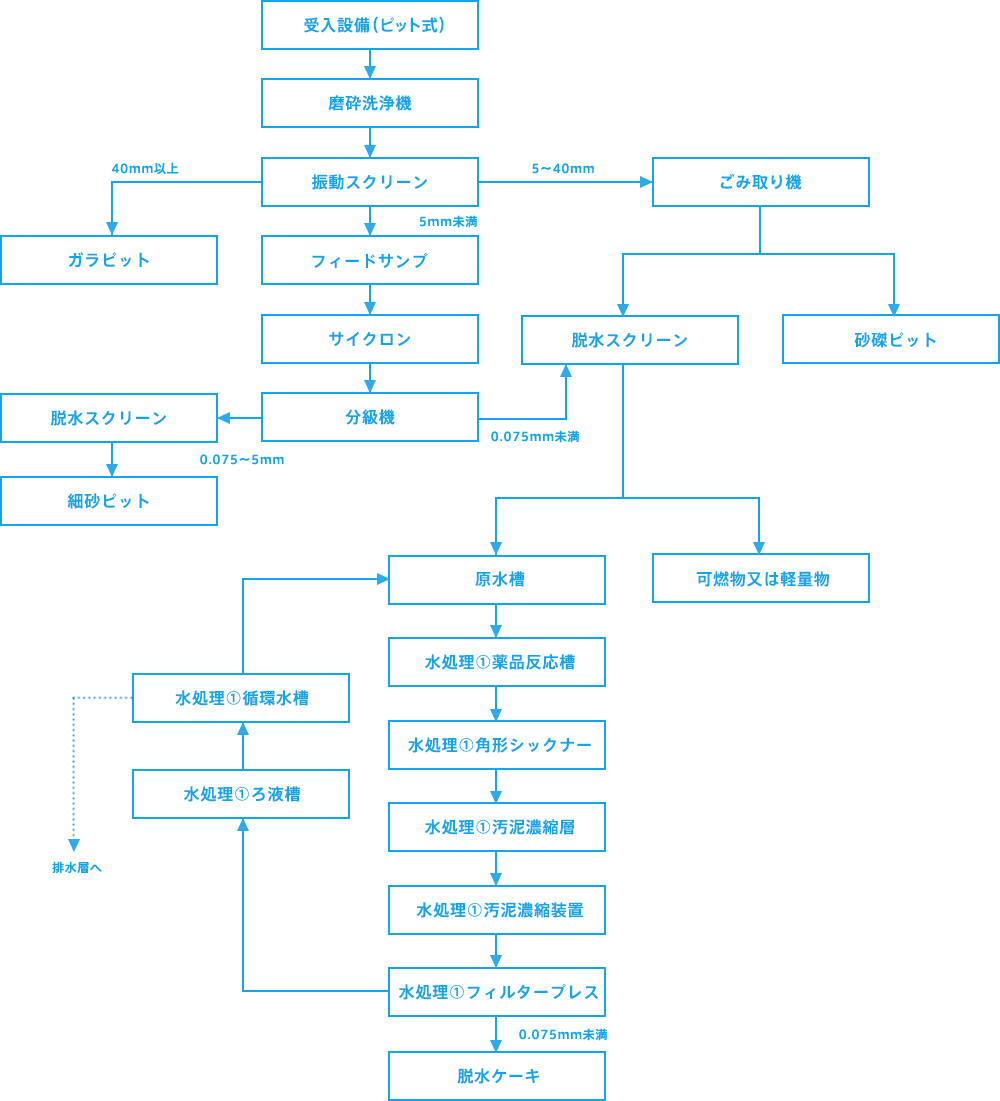 受入設備（ピット式）
磨砕洗浄機
40mm以上
振動スクリーン
5〜40mm
ごみ取り機
5mm未満
ガラピット
フィードサンプ
サイクロン
脱水スクリーン
砂礫ピット
脱水スクリーン
分級機
0.075mm未満
0.075〜5mm
細砂ピット
原水槽
可燃物又は軽量物
水処理①薬品反応槽
水処理①循環水槽
水処理①角形シックナー
水処理①ろ液槽
水処理①汚泥濃縮層
排水層へ
水処理①汚泥濃縮装置
水処理①フィルタープレス
0.075mm未満
脱水ケーキ